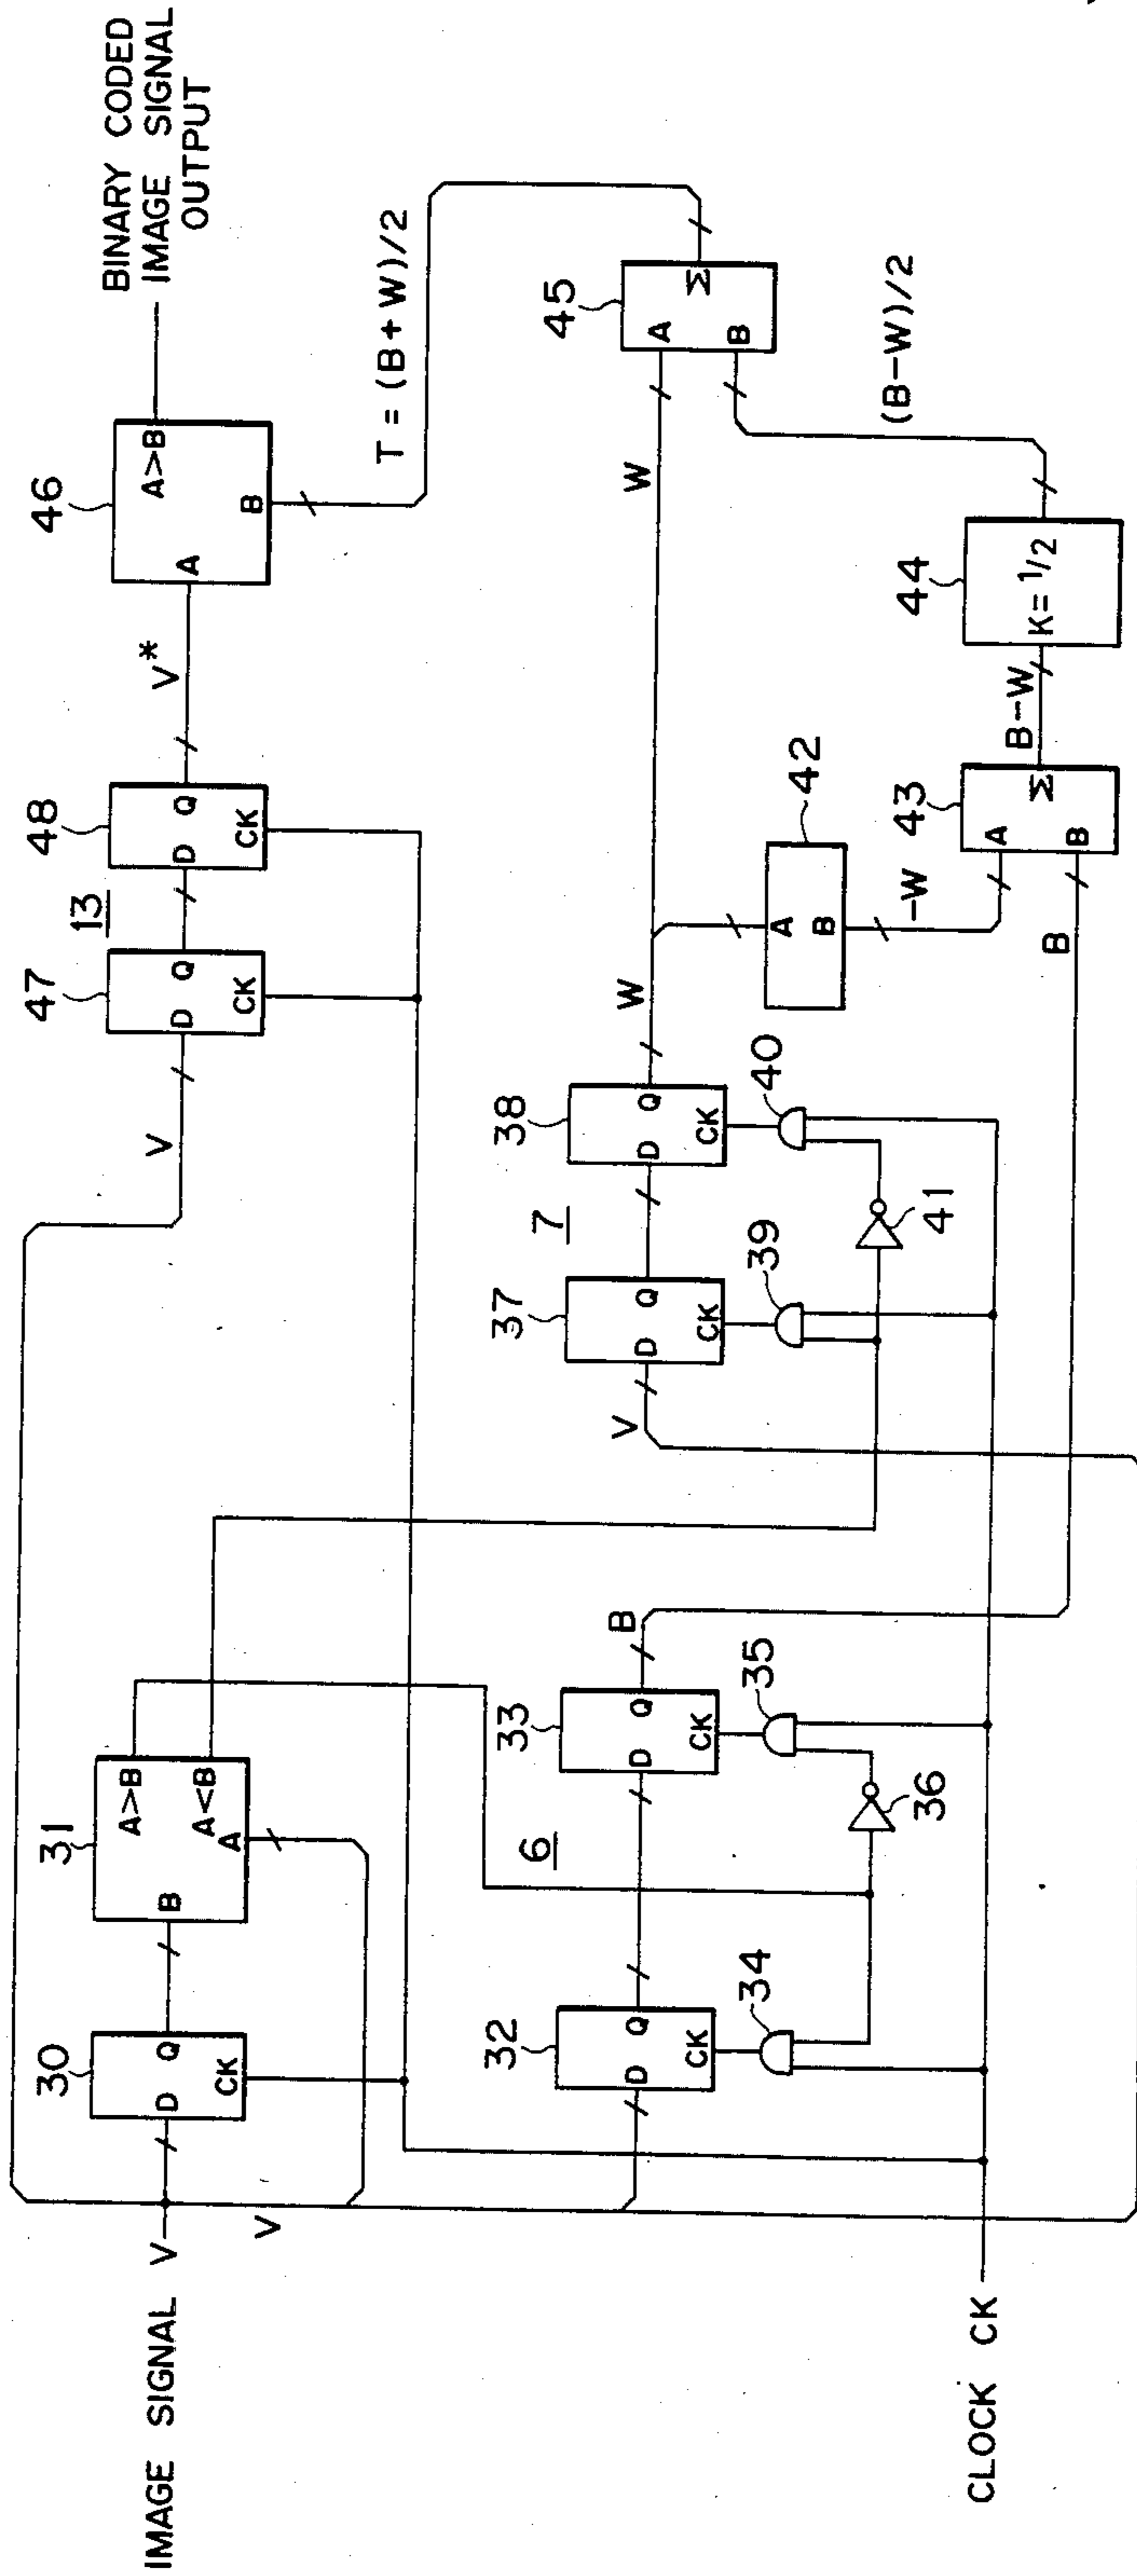 IMAGE SIGNAL V
V
30
D Q
CK
31
B
A>B
A<B
A
V
47
D Q
CK
13
48
D Q
CK
V*
46
A
A>B
B
BINARY CODED
IMAGE SIGNAL
OUTPUT
T = (B+W)/2
32
D Q
CK
34
6
33
D Q
CK
35
36
B
V
37
D Q
CK
39
7
38
D Q
CK
40
41
W
W
42
A
B
-W
B
43
A
B
Σ
B-W
44
K=1/2
(B-W)/2
45
A
B
Σ
CLOCK CK